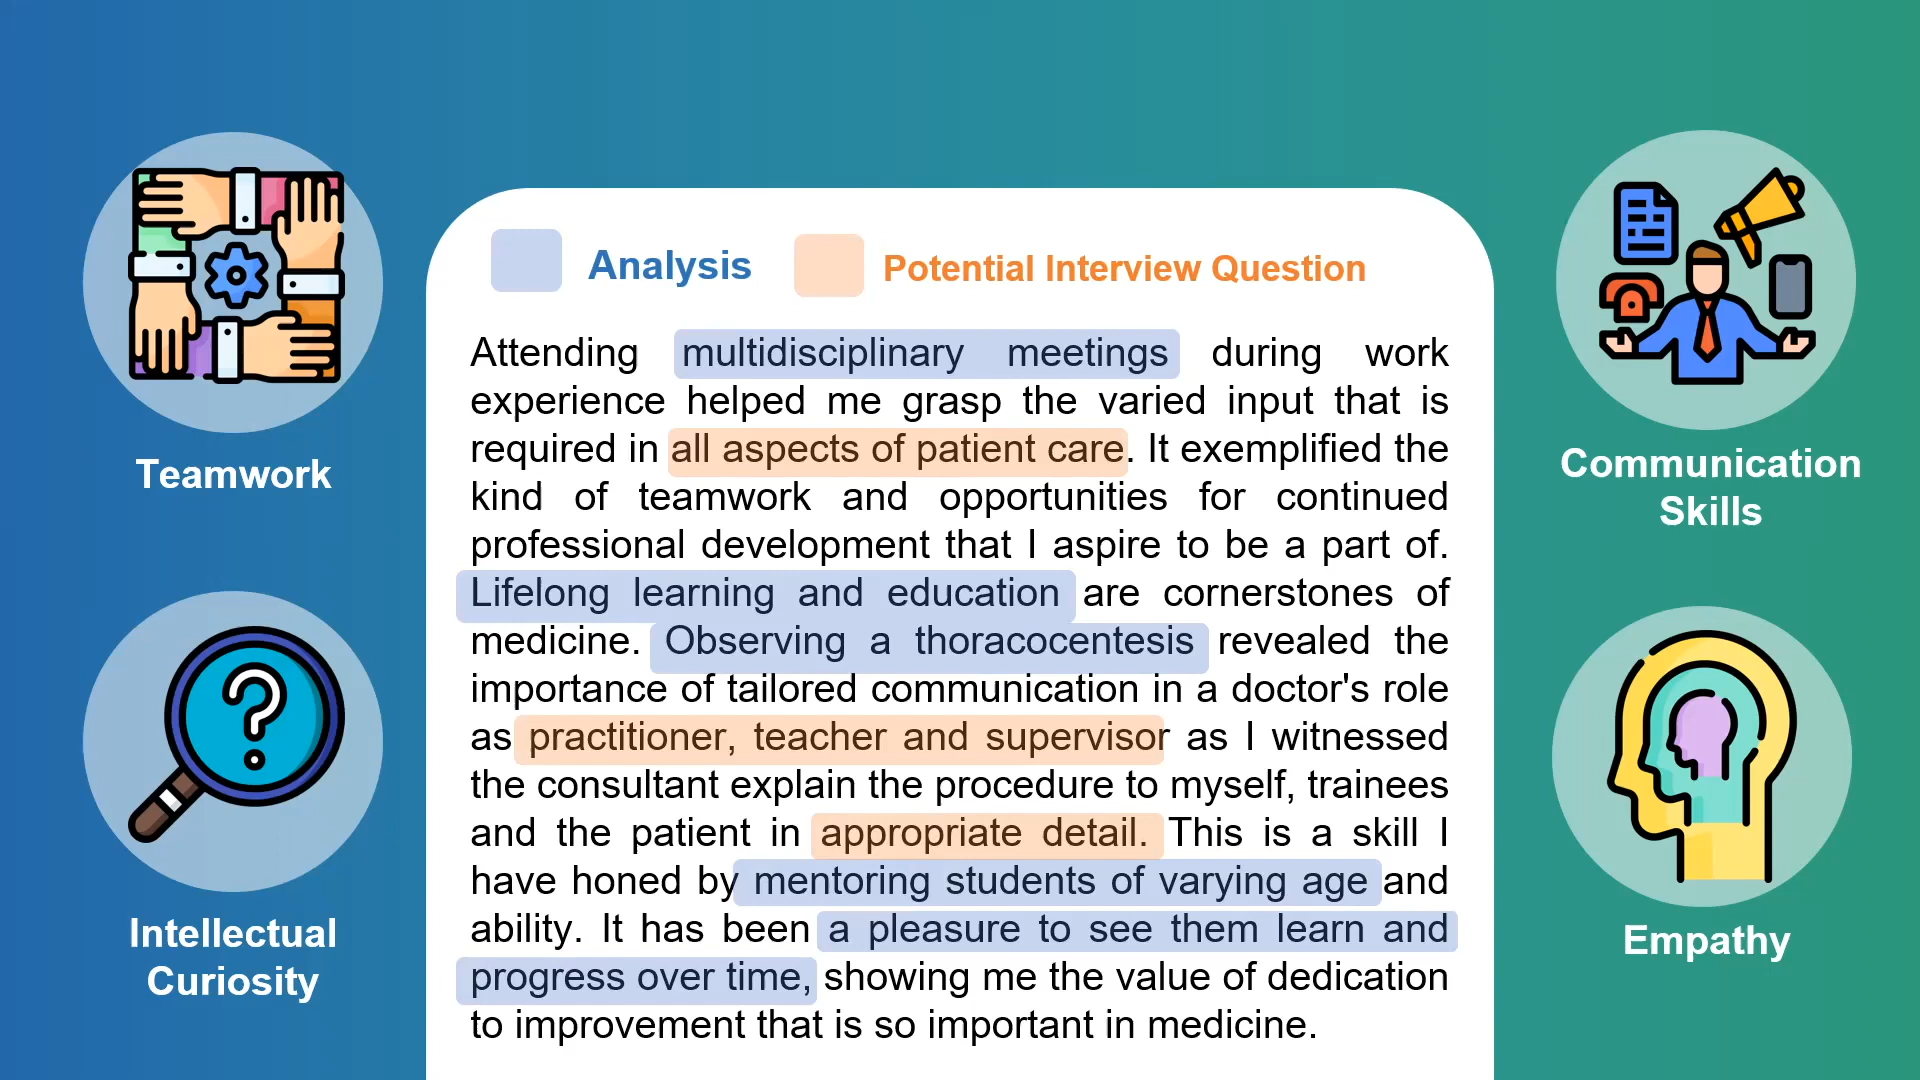 Analysis
Potential Interview Question
Attending multidisciplinary meetings during work
experience helped me grasp the varied input that is
required in all aspects of patient care. It exemplified the
kind of teamwork and opportunities for continued
professional development that I aspire to be a part of.
Lifelong learning and education are cornerstones of
medicine. Observing a thoracocentesis revealed the
importance of tailored communication in a doctor's role
as practitioner, teacher and supervisor as I witnessed
the consultant explain the procedure to myself, trainees
and the patient in appropriate detail. This is a skill I
have honed by mentoring students of varying age and
ability. It has been a pleasure to see them learn and
progress over time, showing me the value of dedication
to improvement that is so important in medicine.
Teamwork
Intellectual
Curiosity
Communication
Skills
Empathy